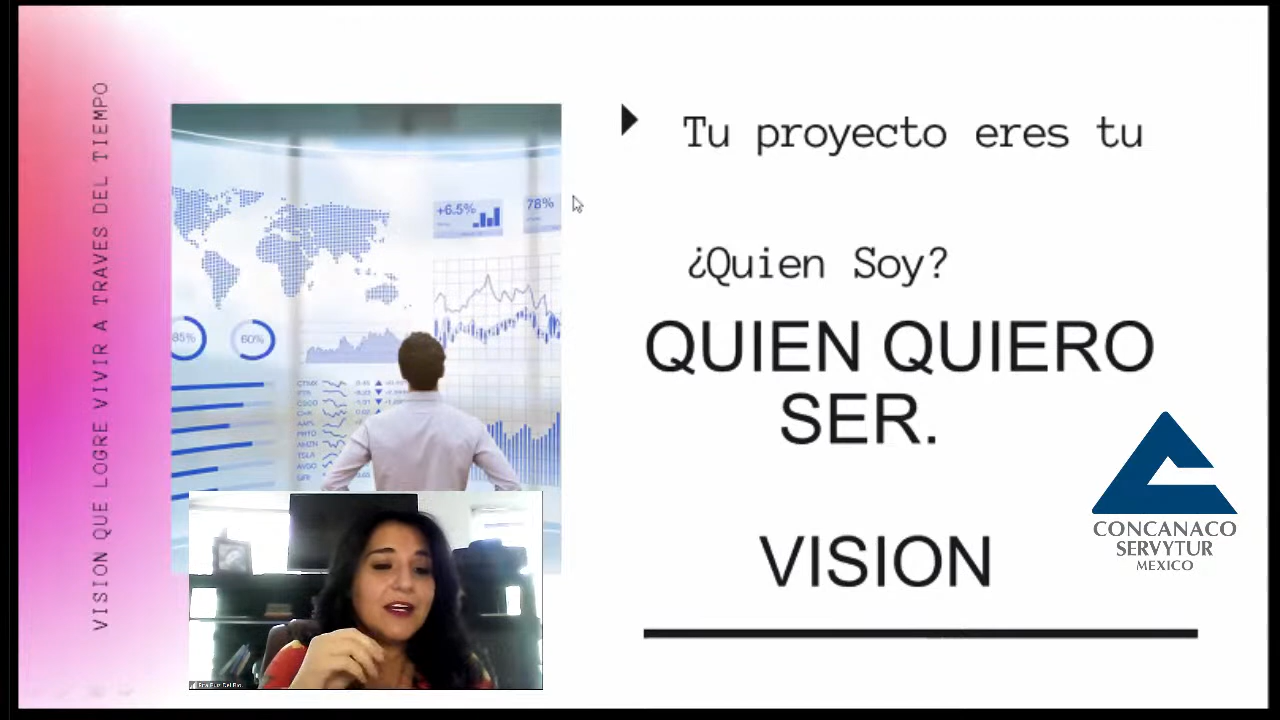 VISION QUE LOGRE VIVIR A TRAVES DEL TIEMPO
Tu proyecto eres tu
¿Quien Soy?
QUIEN QUIERO
SER.
VISION
CONCANACO
SERVYTUR
MEXICO
+6.5%
78%
85%
60%